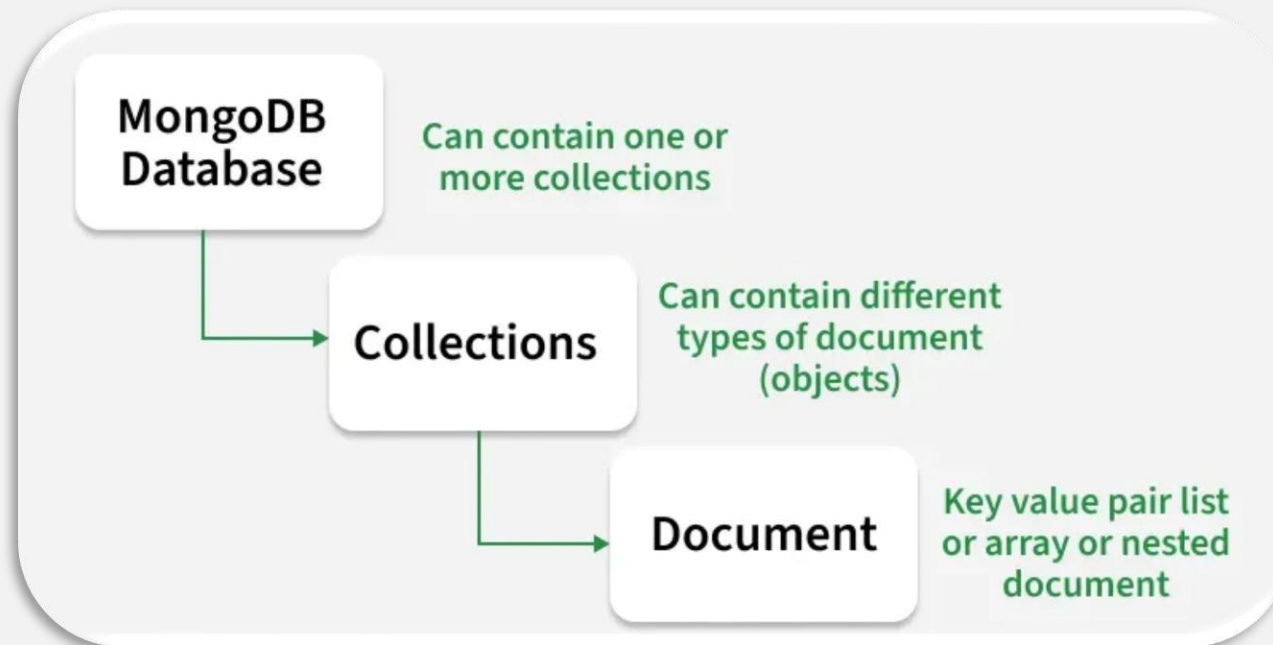 MongoDB
Database
Can contain one or
more collections
Collections
Can contain different
types of document
(objects)
Document
Key value pair list
or array or nested
document